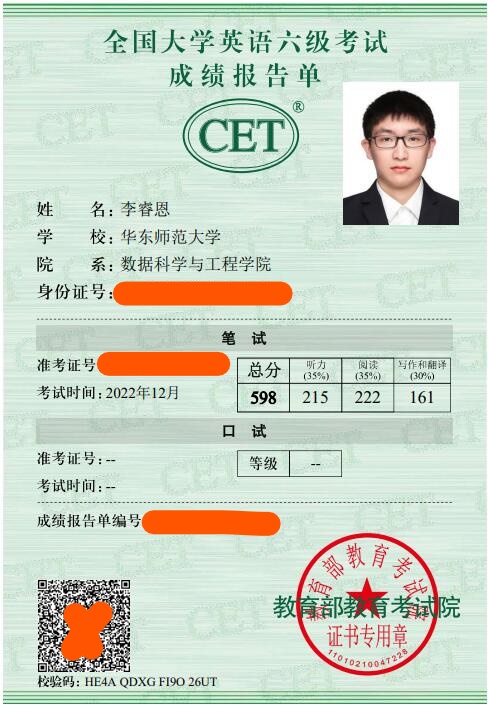 全国大学英语六级考试
成绩报告单
CET®
姓 名：李睿恩
学 校：华东师范大学
院 系：数据科学与工程学院
身份证号：
笔 试
准考证号
考试时间：2022年12月
总分 听力(35%) 阅读(35%) 写作和翻译(30%)
598 215 222 161
口 试
准考证号：--
考试时间：--
等级 --
成绩报告单编号
教育部教育考试院
教育部教育考试院
证书专用章
11010210047228
校验码：HE4A QDXG FI9O 26UT